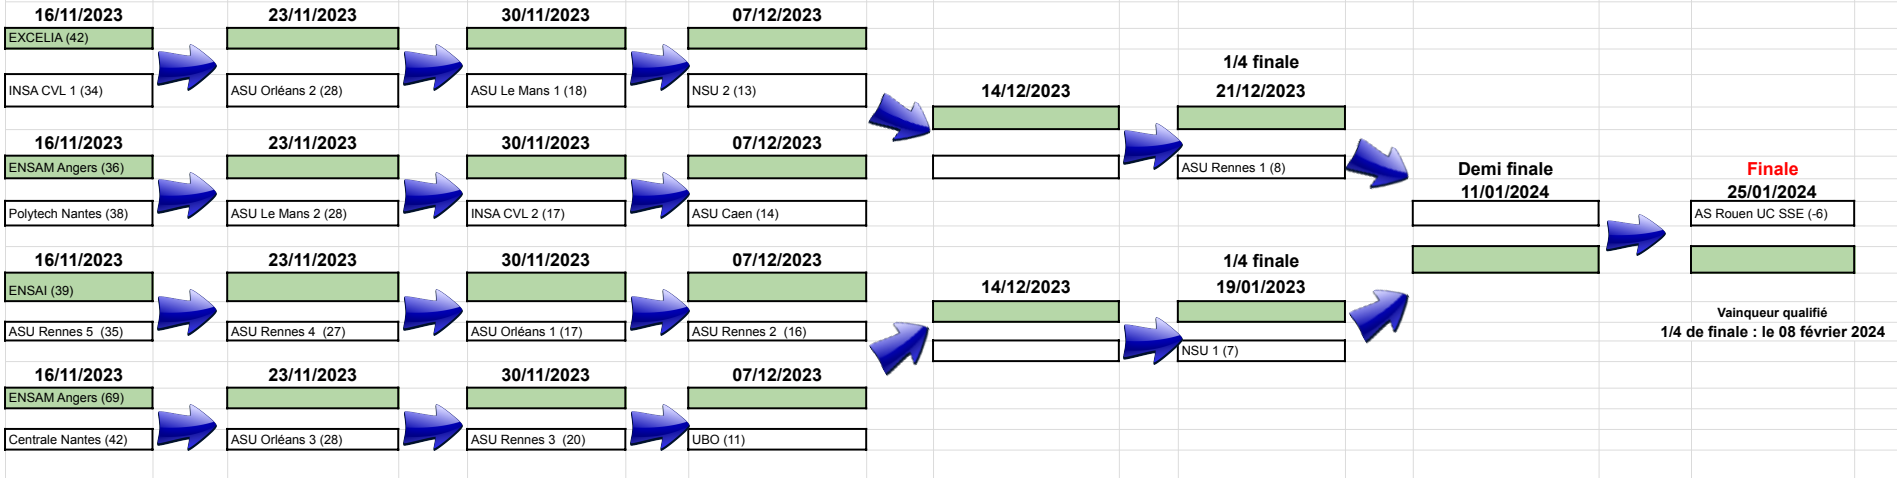 16/11/2023 23/11/2023 30/11/2023 07/12/2023
EXCELIA (42)
1/4 finale
INSA CVL 1 (34) ASU Orléans 2 (28) ASU Le Mans 1 (18) NSU 2 (13) 14/12/2023 21/12/2023
16/11/2023 23/11/2023 30/11/2023 07/12/2023
ENSAM Angers (36) ASU Rennes 1 (8) Demi finale Finale
11/01/2024 25/01/2024
Polytech Nantes (38) ASU Le Mans 2 (28) INSA CVL 2 (17) ASU Caen (14) AS Rouen UC SSE (-6)
16/11/2023 23/11/2023 30/11/2023 07/12/2023 1/4 finale
ENSAI (39) 14/12/2023 19/01/2023
Vainqueur qualifié
ASU Rennes 5 (35) ASU Rennes 4 (27) ASU Orléans 1 (17) ASU Rennes 2 (16) 1/4 de finale : le 08 février 2024
NSU 1 (7)
16/11/2023 23/11/2023 30/11/2023 07/12/2023
ENSAM Angers (69)
Centrale Nantes (42) ASU Orléans 3 (28) ASU Rennes 3 (20) UBO (11)